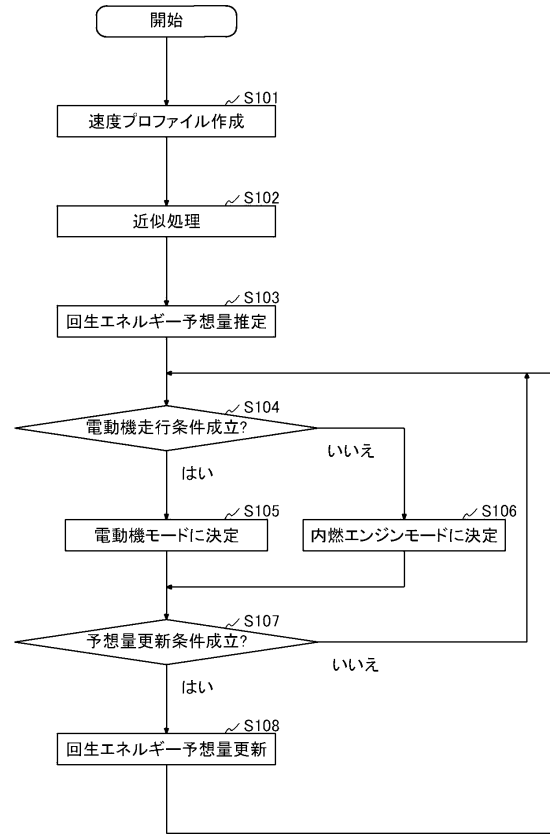 開始
S101
速度プロファイル作成
S102
近似処理
S103
回生エネルギー予想量推定
S104
電動機走行条件成立?
いいえ
はい
S105
電動機モードに決定
S106
内燃エンジンモードに決定
S107
予想量更新条件成立?
いいえ
はい
S108
回生エネルギー予想量更新